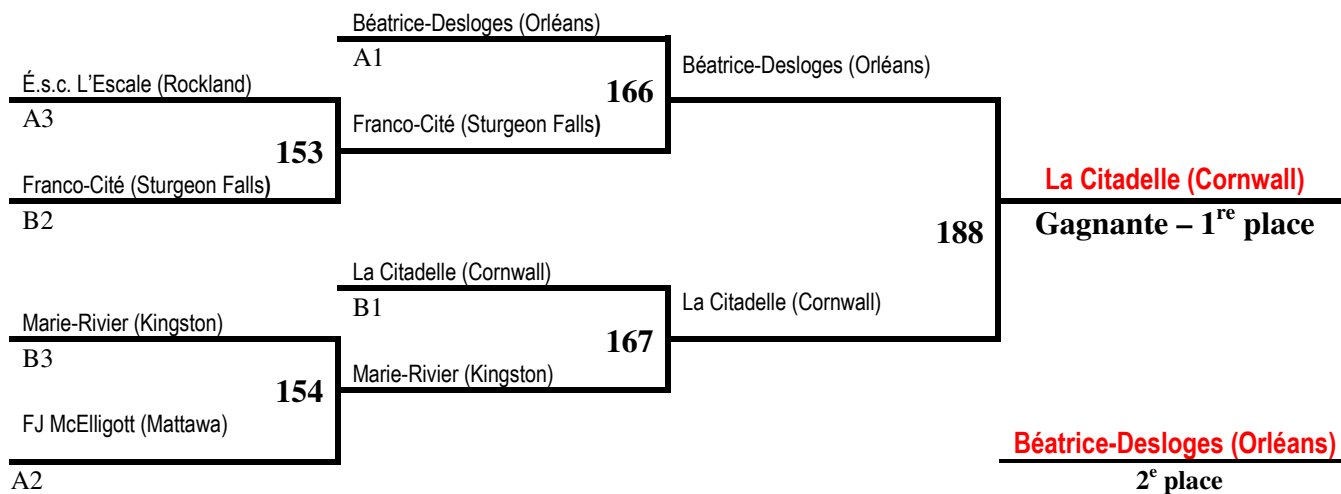 Béatrice-Desloges (Orléans)
A1
Béatrice-Desloges (Orléans)
É.s.c. L'Escale (Rockland)
166
A3
Franco-Cité (Sturgeon Falls)
153
Franco-Cité (Sturgeon Falls)
B2
La Citadelle (Cornwall)
Gagnante – 1re place
188
La Citadelle (Cornwall)
B1
La Citadelle (Cornwall)
Marie-Rivier (Kingston)
167
B3
Marie-Rivier (Kingston)
154
FJ McElligott (Mattawa)
A2
Béatrice-Desloges (Orléans)
2e place